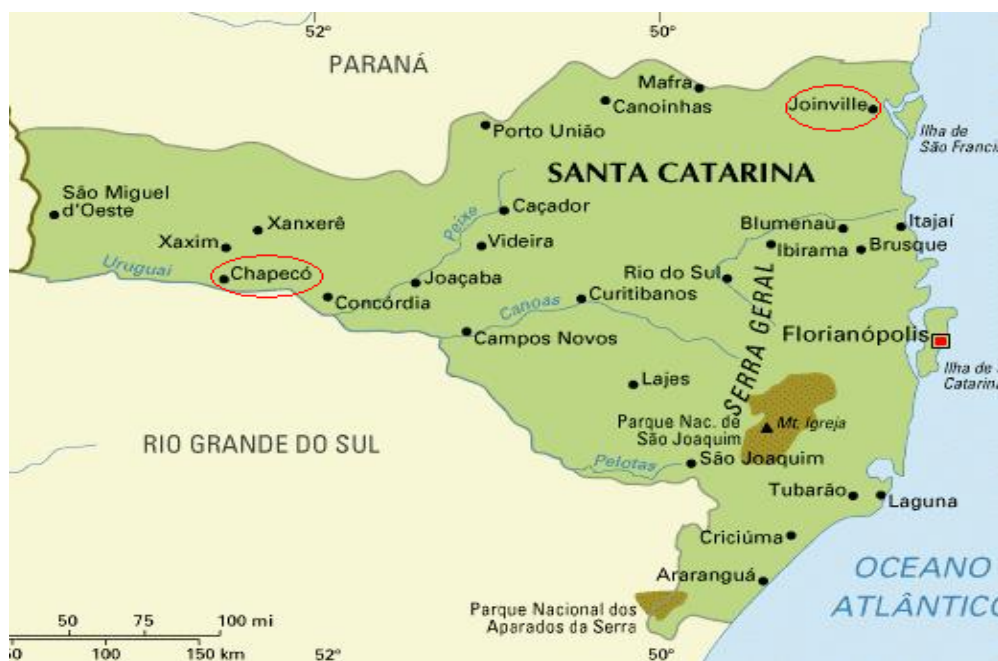 52°
50°
PARANÁ
Mafra
Canoinhas
Joinville
Porto União
Ilha de
São Francis
SANTA CATARINA
São Miguel
d'Oeste
Caçador
Xanxerê
Peixe
Blumenau
Itajaí
Xaxim
Videira
Ibirama
Brusque
Uruguai
Chapecó
Joaçaba
Rio do Sul
Concórdia
Canoas
Curitibanos
SERRA GERAL
Florianópolis
Campos Novos
Ilha de S
Catarina
Lajes
Parque Nac. de
São Joaquim
Mt. Igreja
RIO GRANDE DO SUL
Pelotas
São Joaquim
Tubarão
Laguna
Criciúma
Araranguá
OCEANO
ATLÂNTICO
Parque Nacional dos
Aparados da Serra
50 75 100 mi
50 100 150 km
52°
50°